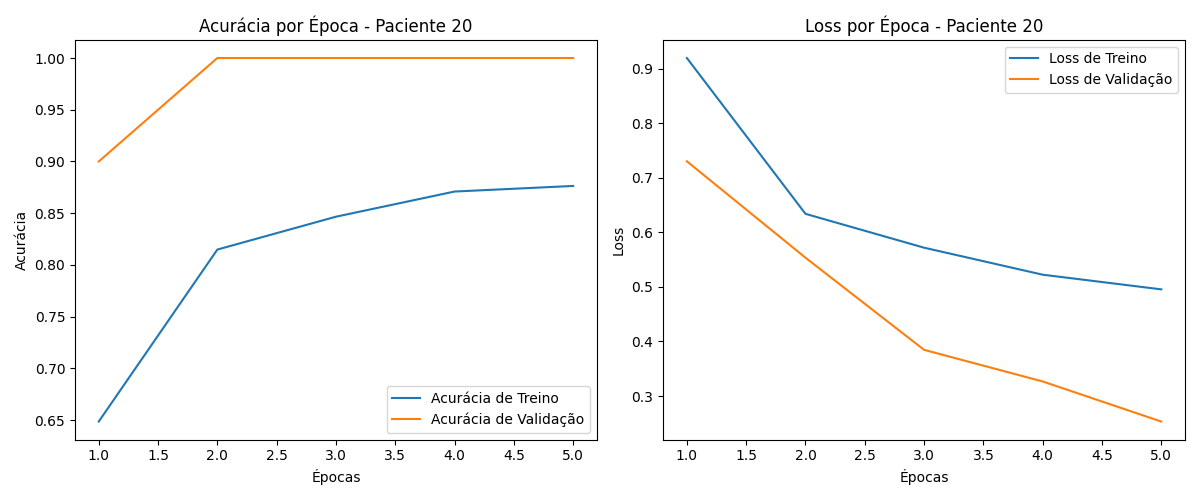 Acurácia por Época - Paciente 20
Acurácia
1.00
0.95
0.90
0.85
0.80
0.75
0.70
0.65
1.0 1.5 2.0 2.5 3.0 3.5 4.0 4.5 5.0
Épocas
Acurácia de Treino
Acurácia de Validação
Loss por Época - Paciente 20
Loss
0.9
0.8
0.7
0.6
0.5
0.4
0.3
1.0 1.5 2.0 2.5 3.0 3.5 4.0 4.5 5.0
Épocas
Loss de Treino
Loss de Validação